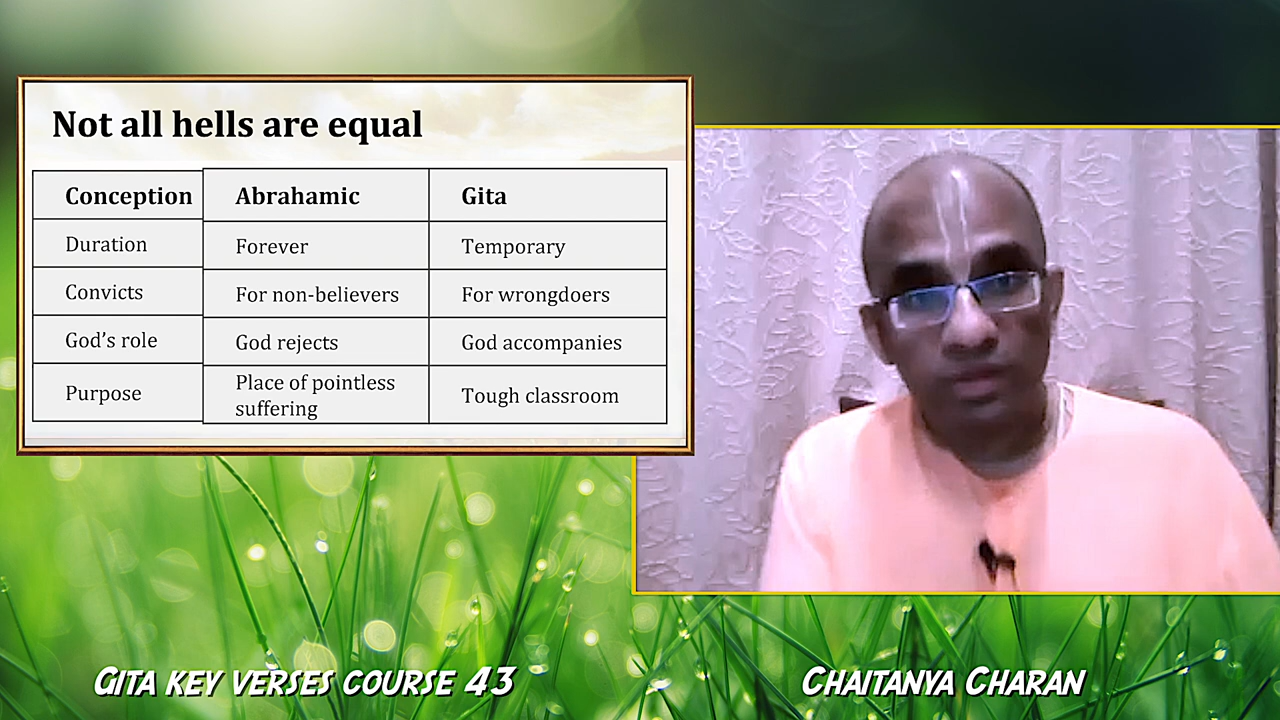 Not all hells are equal
Conception Abrahamic Gita
Duration Forever Temporary
Convicts For non-believers For wrongdoers
God's role God rejects God accompanies
Purpose Place of pointless suffering Tough classroom
GITA KEY VERSES COURSE 43
CHAITANYA CHARAN